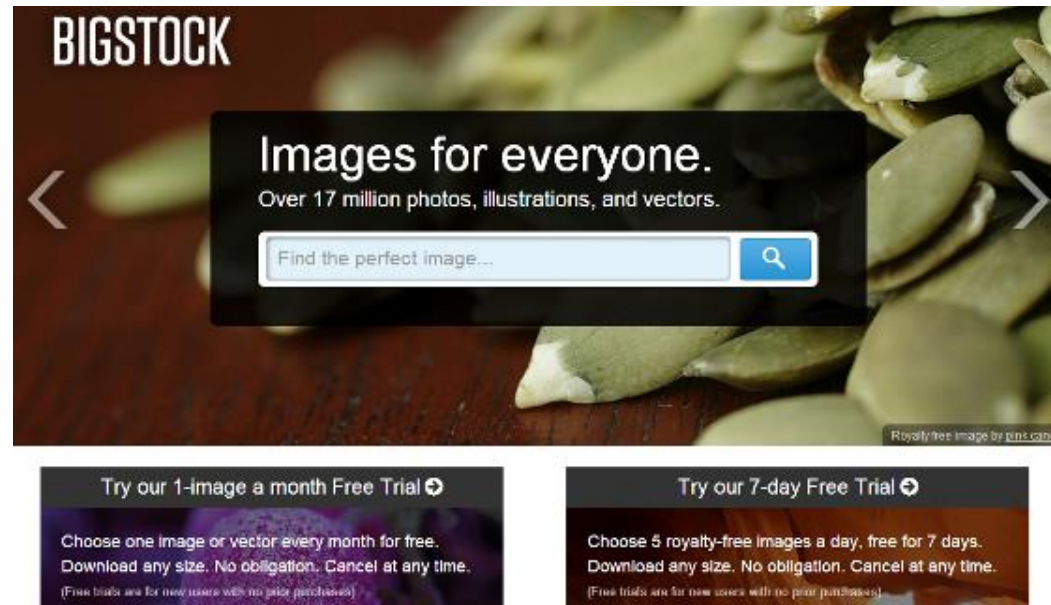 BIGSTOCK
Images for everyone.
Over 17 million photos, illustrations, and vectors.
Find the perfect image...
Royalty free image by pink
Try our 1-image a month Free Trial
Choose one image or vector every month for free.
Download any size. No obligation. Cancel at any time.
(Free trials are for new users with no prior purchases)
Try our 7-day Free Trial
Choose 5 royalty-free images a day, free for 7 days.
Download any size. No obligation. Cancel at any time.
(Free trials are for new users with no prior purchases)